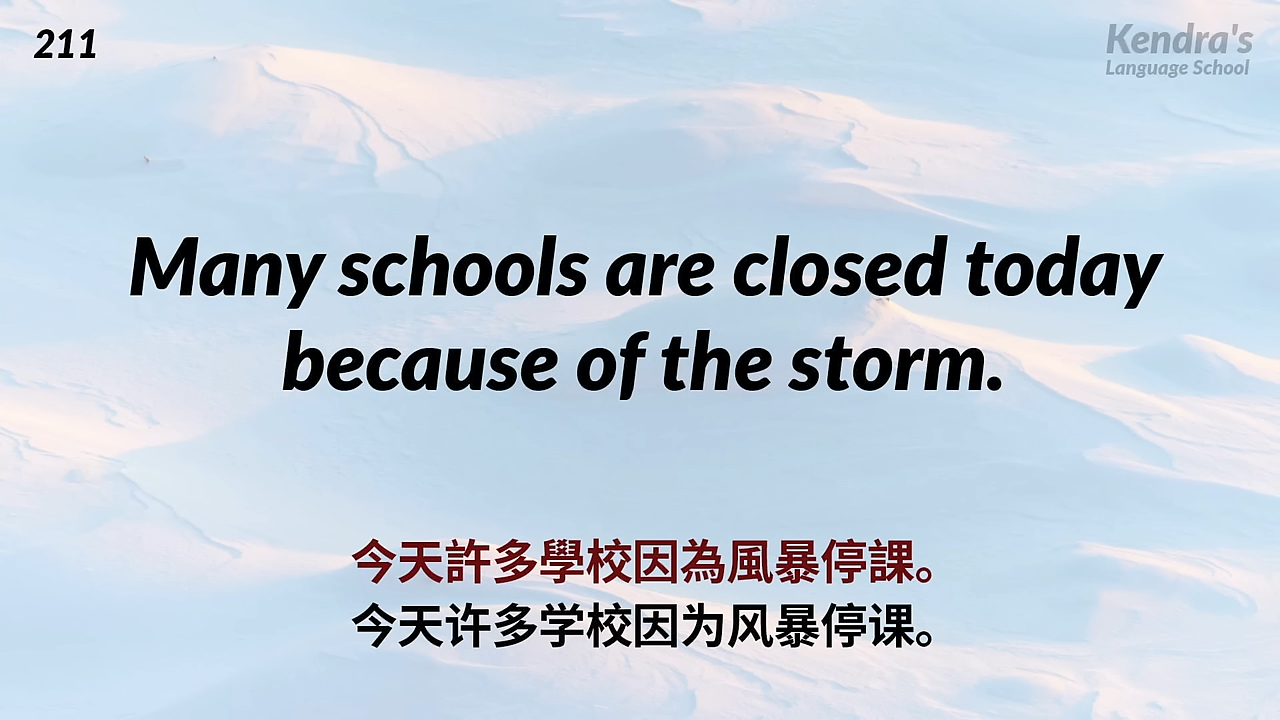 211
Kendra's
Language School
Many schools are closed today
because of the storm.
今天許多學校因為風暴停課。
今天许多学校因为风暴停课。